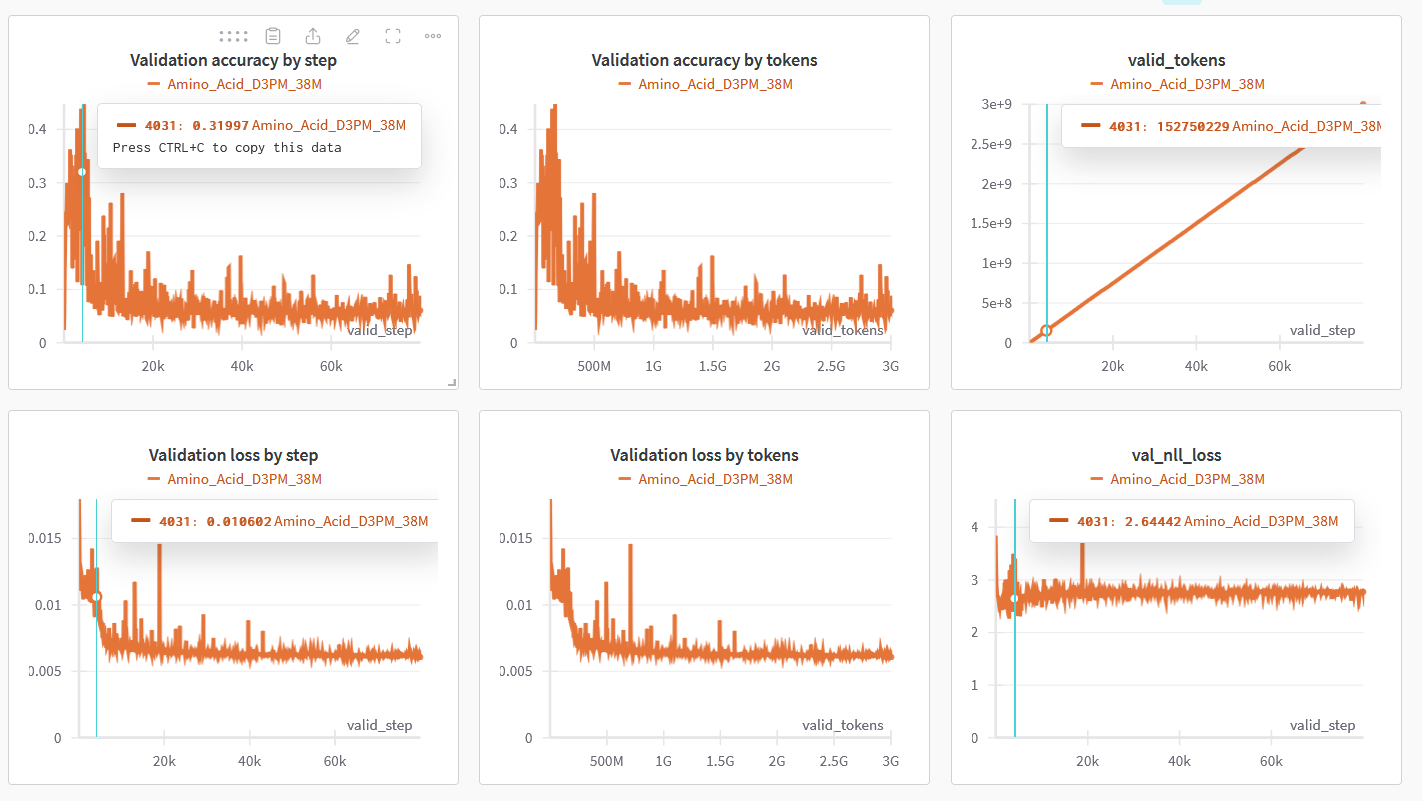 Validation accuracy by step
Amino_Acid_D3PM_38M
4031: 0.31997 Amino_Acid_D3PM_38M
Press CTRL+C to copy this data
0.4
0.3
0.2
0.1
0
valid_step
20k 40k 60k
Validation accuracy by tokens
Amino_Acid_D3PM_38M
0.4
0.3
0.2
0.1
0
valid_tokens
500M 1G 1.5G 2G 2.5G 3G
valid_tokens
Amino_Acid_D3PM_38M
4031: 152750229 Amino_Acid_D3PM_38M
3e+9
2.5e+9
2e+9
1.5e+9
1e+9
5e+8
0
valid_step
20k 40k 60k
Validation loss by step
Amino_Acid_D3PM_38M
4031: 0.010602 Amino_Acid_D3PM_38M
0.015
0.01
0.005
0
valid_step
20k 40k 60k
Validation loss by tokens
Amino_Acid_D3PM_38M
0.015
0.01
0.005
0
valid_tokens
500M 1G 1.5G 2G 2.5G 3G
val_nll_loss
Amino_Acid_D3PM_38M
4031: 2.64442 Amino_Acid_D3PM_38M
4
3
2
1
0
valid_step
20k 40k 60k